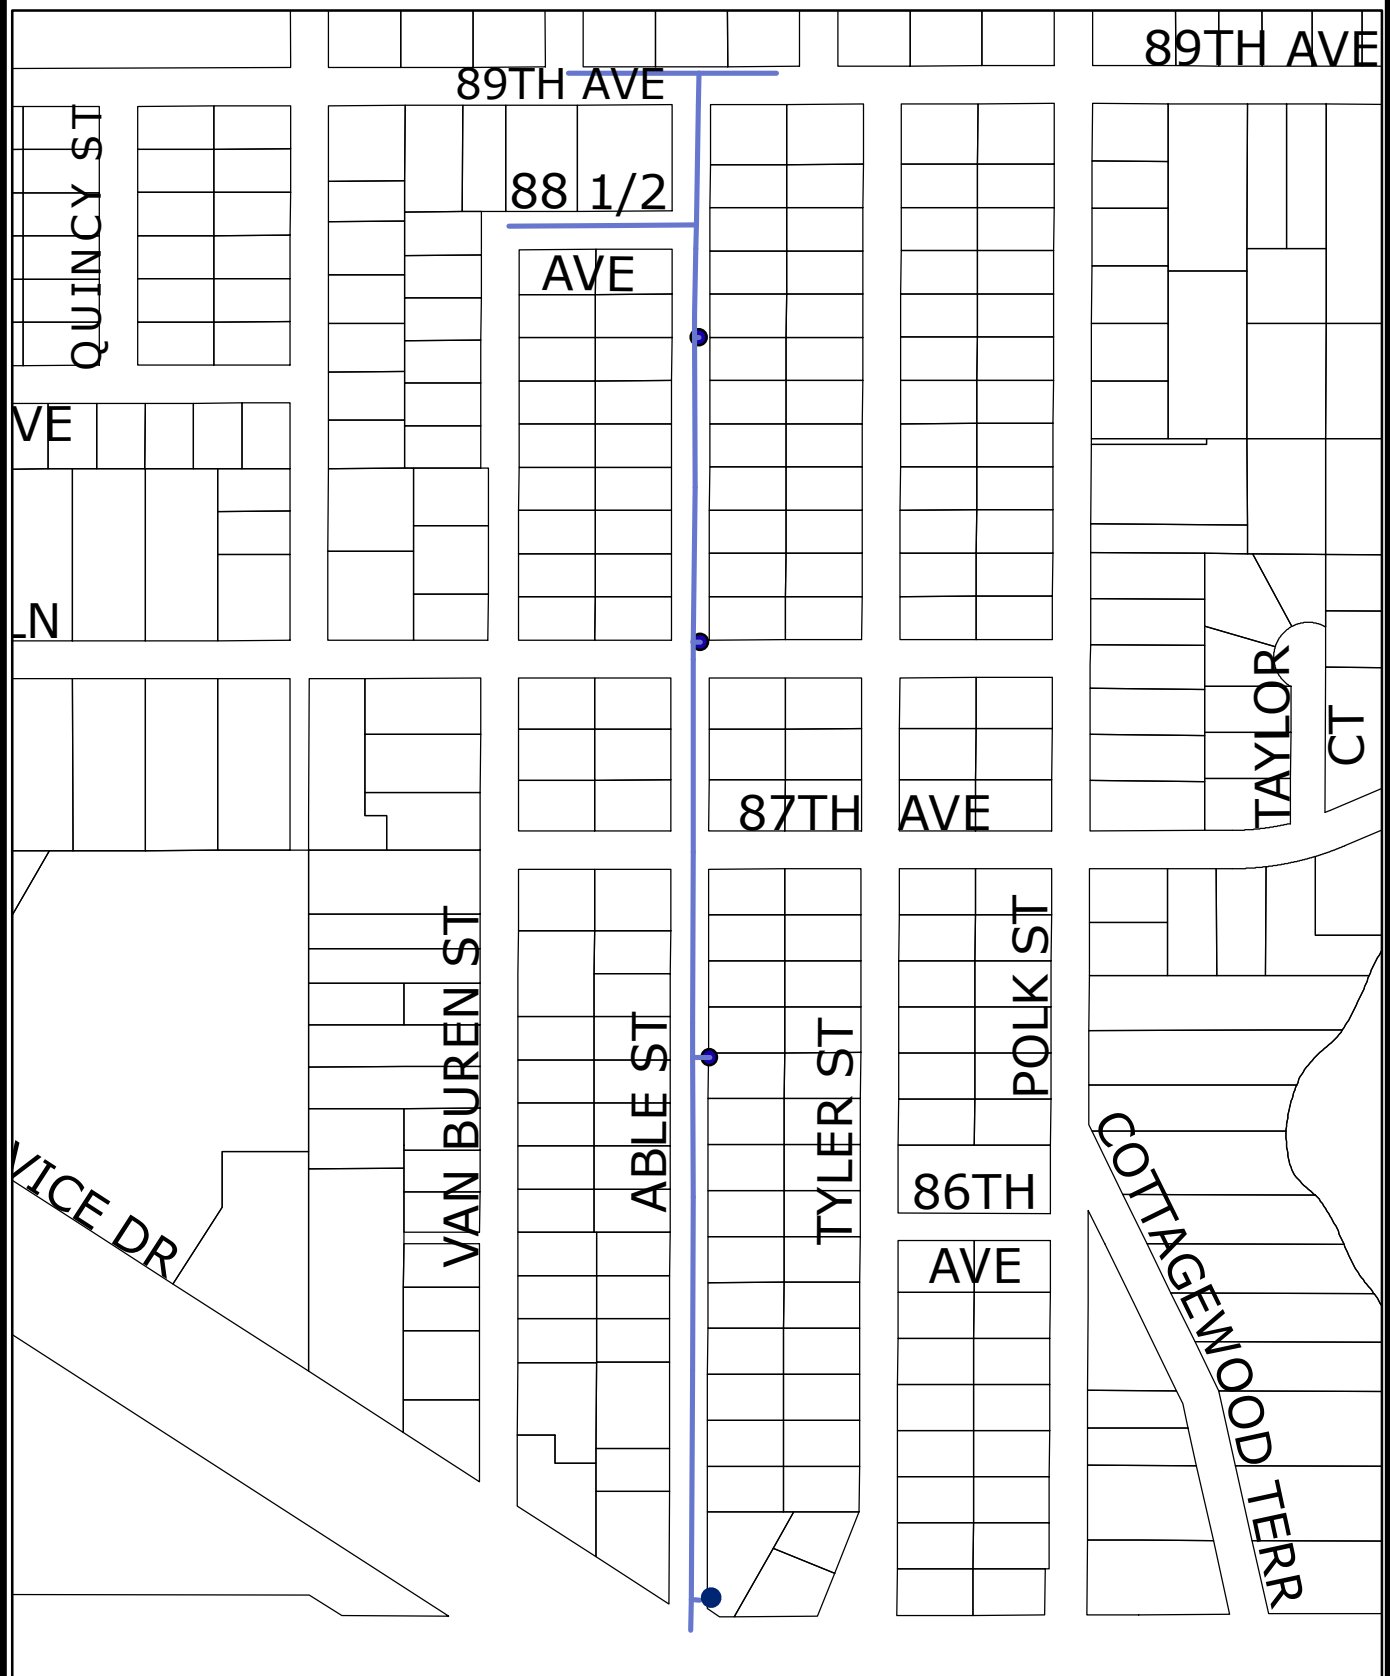 89TH AVE
89TH AVE
QUINCY ST
88 1/2
AVE
VE
LN
TAYLOR
CT
87TH AVE
VAN BUREN ST
ABLE ST
TYLER ST
POLK ST
86TH
AVE
VICE DR
COTTAGEWOOD TERR